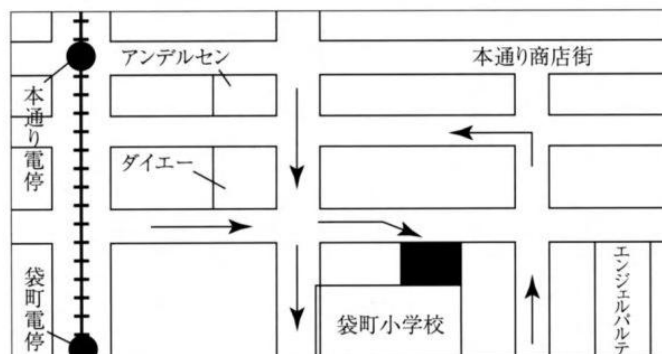 アンデルセン
本通り商店街
本通り電停
ダイエー
袋町電停
袋町小学校
エンジェルパルテ